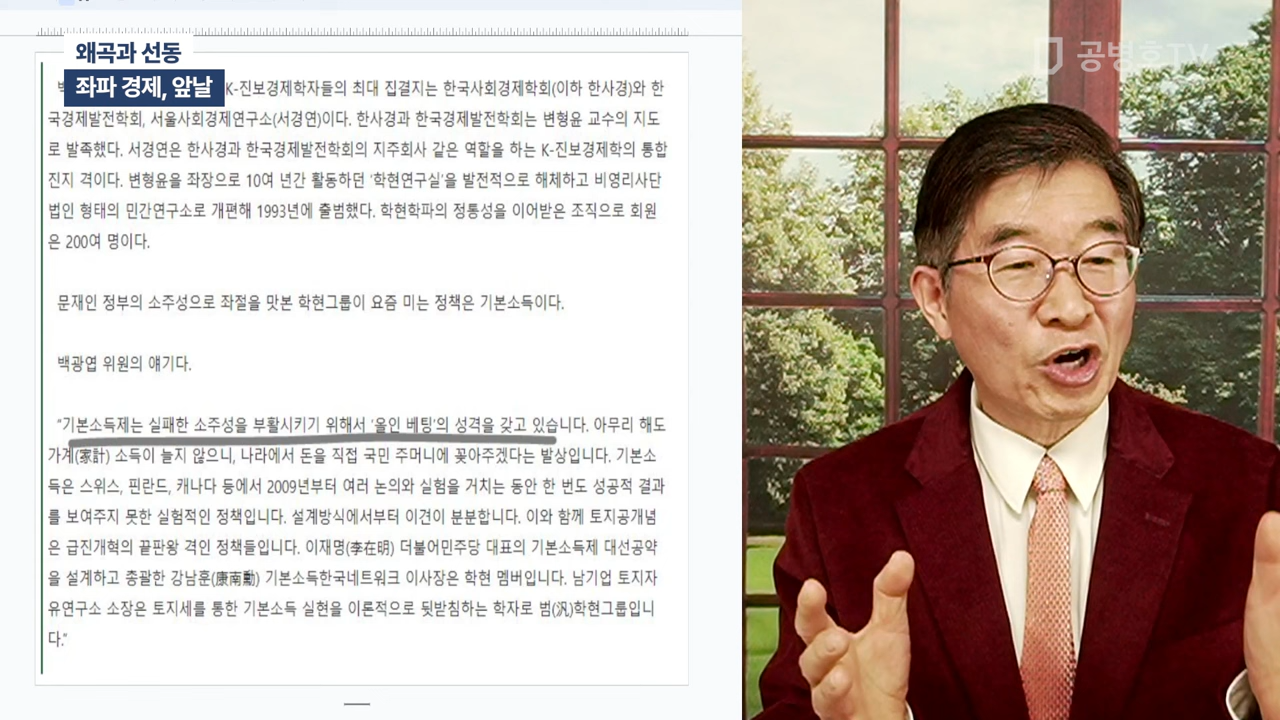 왜곡과 선동
좌파 경제, 앞날
공병호TV
K-진보경제학자들의 최대 집결지는 한국사회경제학회(이하 한사경)와 한
국경제발전학회, 서울사회경제연구소(서경연)이다. 한사경과 한국경제발전학회는 변형윤 교수의 지도
로 발족했다. 서경연은 한사경과 한국경제발전학회의 지주회사 같은 역할을 하는 K-진보경제학의 통합
진지 격이다. 변형윤을 좌장으로 10여 년간 활동하던 '학현연구실'을 발전적으로 해체하고 비영리사단
법인 형태의 민간연구소로 개편해 1993년에 출범했다. 학현학파의 정통성을 이어받은 조직으로 회원
은 200여 명이다.
문재인 정부의 소주성으로 좌절을 맛본 학현그룹이 요즘 미는 정책은 기본소득이다.
백광엽 위원의 얘기다.
"기본소득제는 실패한 소주성을 부활시키기 위해서 '올인 베팅'의 성격을 갖고 있습니다. 아무리 해도
가계(家計) 소득이 늘지 않으니, 나라에서 돈을 직접 국민 주머니에 꽂아주겠다는 발상입니다. 기본소
득은 스위스, 핀란드, 캐나다 등에서 2009년부터 여러 논의와 실험을 거치는 동안 한 번도 성공적 결과
를 보여주지 못한 실험적인 정책입니다. 설계방식에서부터 이견이 분분합니다. 이와 함께 토지공개념
은 급진개혁의 끝판왕 격인 정책들입니다. 이재명(李在明) 더불어민주당 대표의 기본소득제 대선공약
을 설계하고 총괄한 강남훈(康南勳) 기본소득한국네트워크 이사장은 학현 멤버입니다. 남기업 토지자
유연구소 소장은 토지세를 통한 기본소득 실현을 이론적으로 뒷받침하는 학자로 범(汎)학현그룹입니
다."